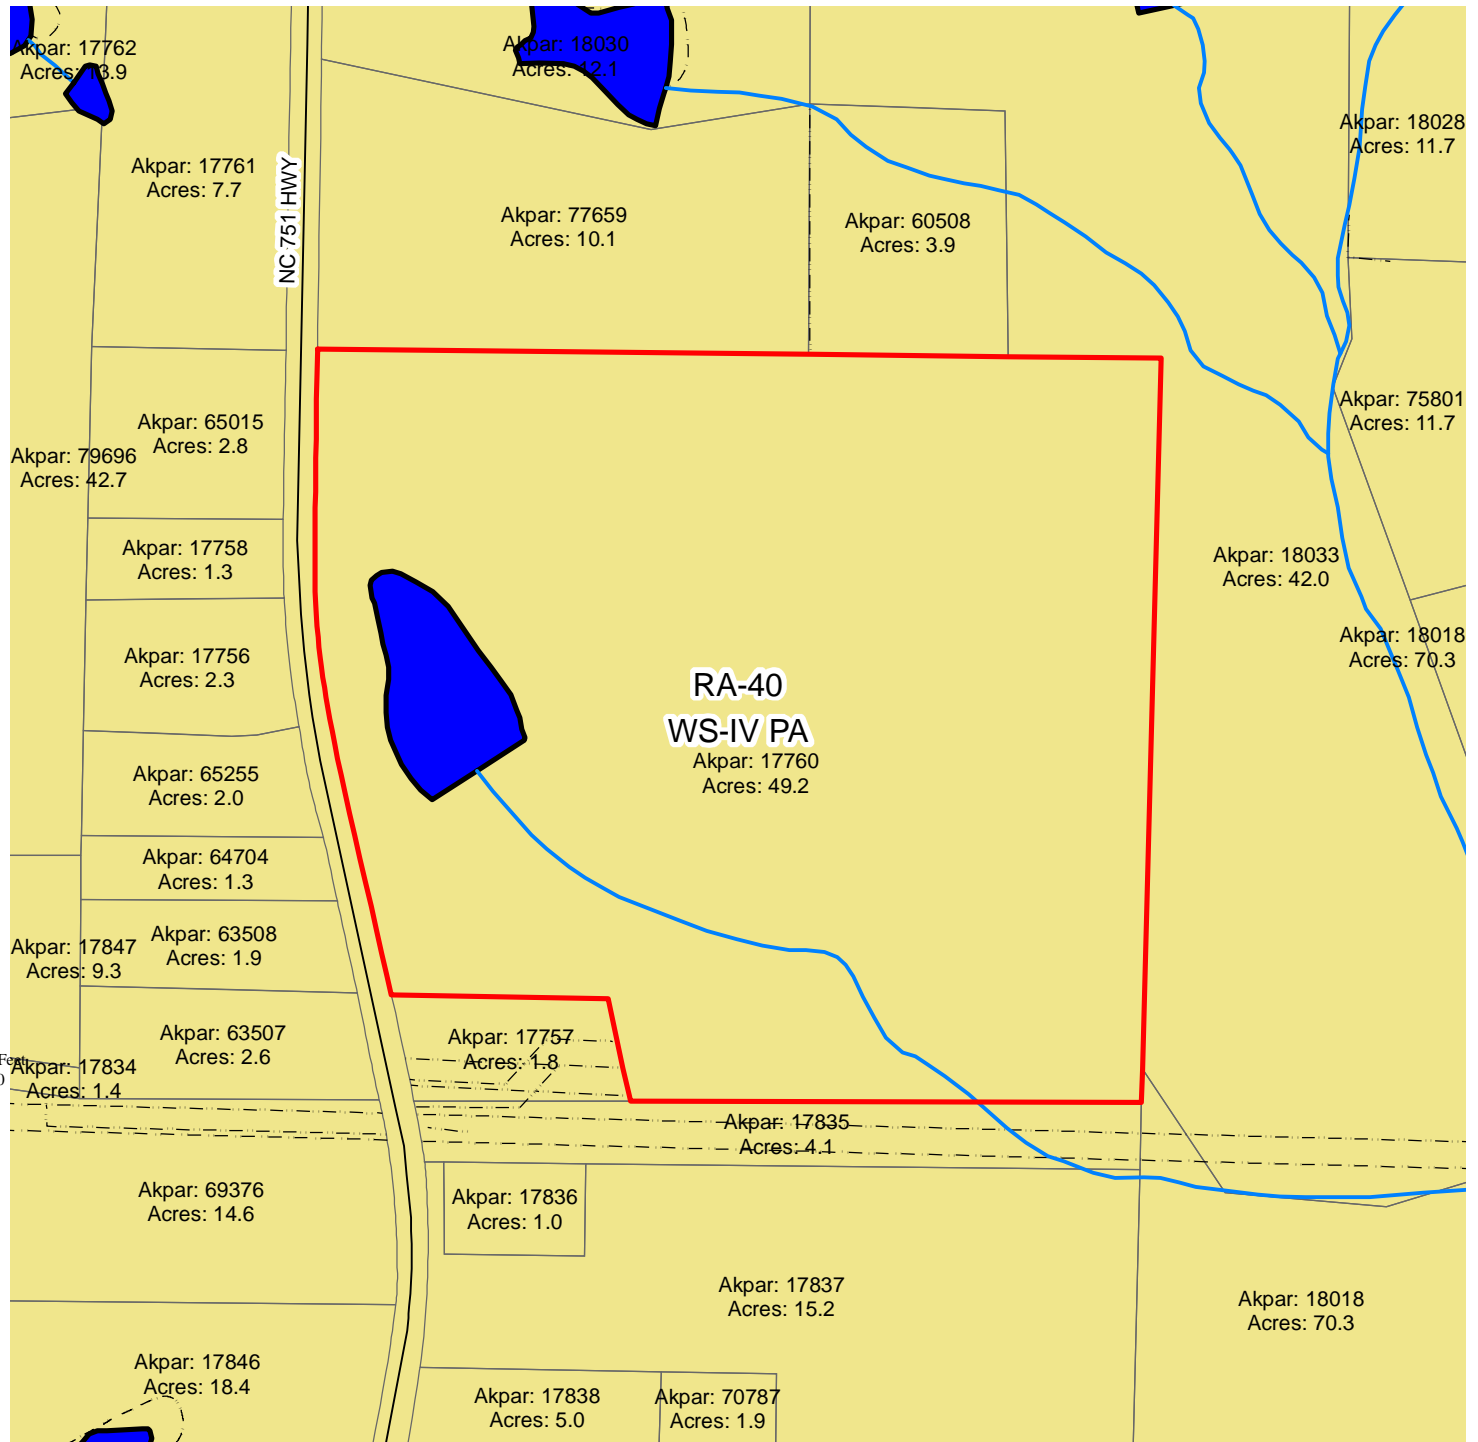 Akpar: 17762
Acres: 13.9
Akpar: 18030
Acres: 12.1
Akpar: 18028
Acres: 11.7
Akpar: 17761
Acres: 7.7
NC 751 HWY
Akpar: 77659
Acres: 10.1
Akpar: 60508
Acres: 3.9
Akpar: 65015
Acres: 2.8
Akpar: 75801
Acres: 11.7
Akpar: 79696
Acres: 42.7
Akpar: 17758
Acres: 1.3
Akpar: 18033
Acres: 42.0
Akpar: 17756
Acres: 2.3
Akpar: 18018
Acres: 70.3
RA-40
WS-IV PA
Akpar: 17760
Acres: 49.2
Akpar: 65255
Acres: 2.0
Akpar: 64704
Acres: 1.3
Akpar: 63508
Acres: 1.9
Akpar: 17847
Acres: 9.3
Akpar: 63507
Acres: 2.6
Akpar: 17757
Acres: 1.8
Feet
0
Akpar: 17834
Acres: 1.4
Akpar: 17835
Acres: 4.1
Akpar: 69376
Acres: 14.6
Akpar: 17836
Acres: 1.0
Akpar: 17837
Acres: 15.2
Akpar: 18018
Acres: 70.3
Akpar: 17846
Acres: 18.4
Akpar: 17838
Acres: 5.0
Akpar: 70787
Acres: 1.9